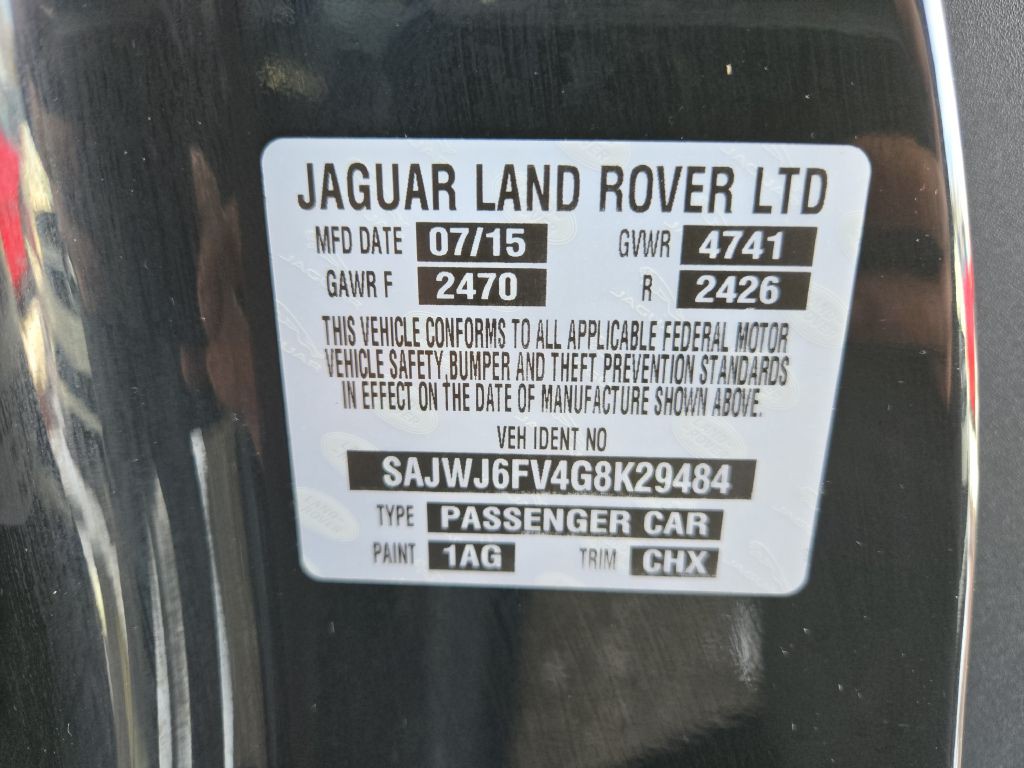 JAGUAR LAND ROVER LTD
MFD DATE 07/15 GVWR 4741
GAWR F 2470 R 2426
THIS VEHICLE CONFORMS TO ALL APPLICABLE FEDERAL MOTOR
VEHICLE SAFETY, BUMPER AND THEFT PREVENTION STANDARDS
IN EFFECT ON THE DATE OF MANUFACTURE SHOWN ABOVE.
VEH IDENT NO
SAJWJ6FV4G8K29484
TYPE PASSENGER CAR
PAINT 1AG TRIM CHX